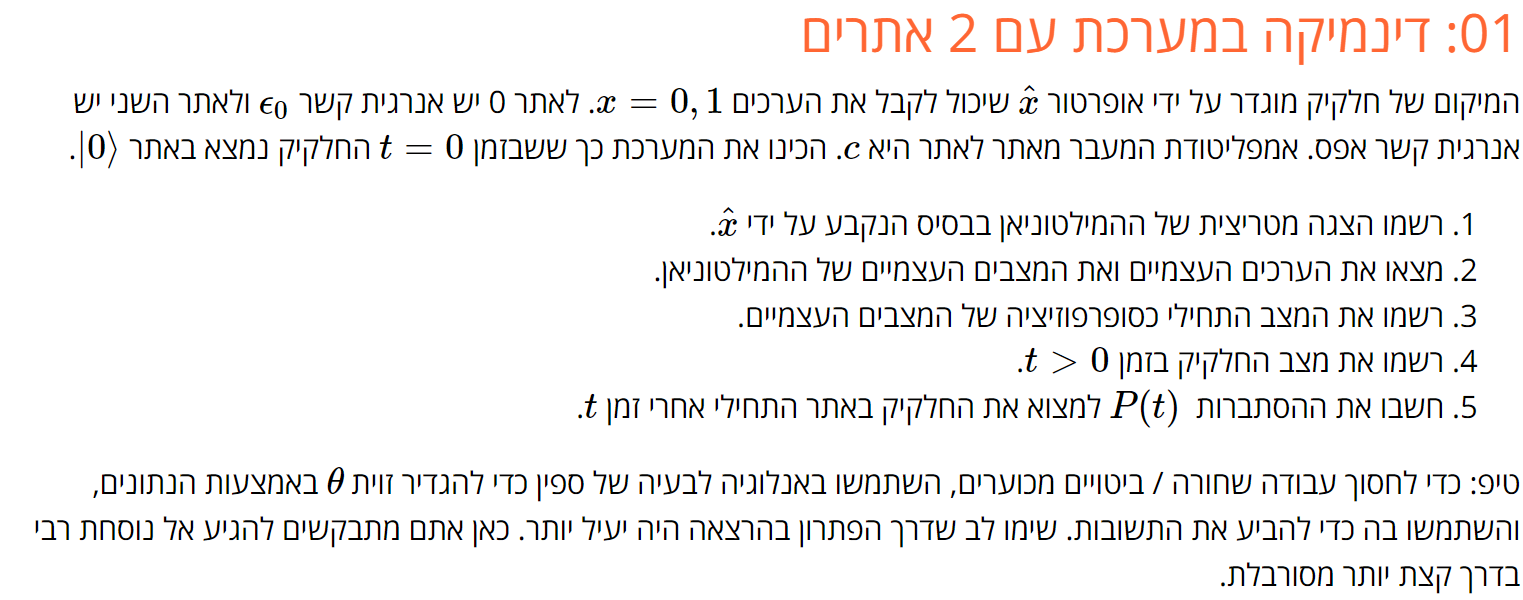 01: דינמיקה במערכת עם 2 אתרים
המיקום של חלקיק מוגדר על ידי אופרטור x̂ שיכול לקבל את הערכים x = 0, 1. לאתר 0 יש אנרגית קשר ϵ₀ ולאתר השני יש
אנרגית קשר אפס. אמפליטודת המעבר מאתר לאתר היא c. הכינו את המערכת כך ששבזמן t = 0 החלקיק נמצא באתר |0⟩.
1. רשמו הצגה מטריצית של ההמילטוניאן בבסיס הנקבע על ידי x̂.
2. מצאו את הערכים העצמיים ואת המצבים העצמיים של ההמילטוניאן.
3. רשמו את המצב התחילי כסופרפוזיציה של המצבים העצמיים.
4. רשמו את מצב החלקיק בזמן t > 0.
5. חשבו את ההסתברות P(t) למצוא את החלקיק באתר התחילי אחרי זמן t.
טיפ: כדי לחסוך עבודה שחורה / ביטויים מכוערים, השתמשו באנלוגיה לבעיה של ספין כדי להגדיר זוית θ באמצעות הנתונים,
והשתמשו בה כדי להביע את התשובות. שימו לב שדרך הפתרון בהרצאה היה יעיל יותר. כאן אתם מתבקשים להגיע אל נוסחת רבי
בדרך קצת יותר מסורבלת.